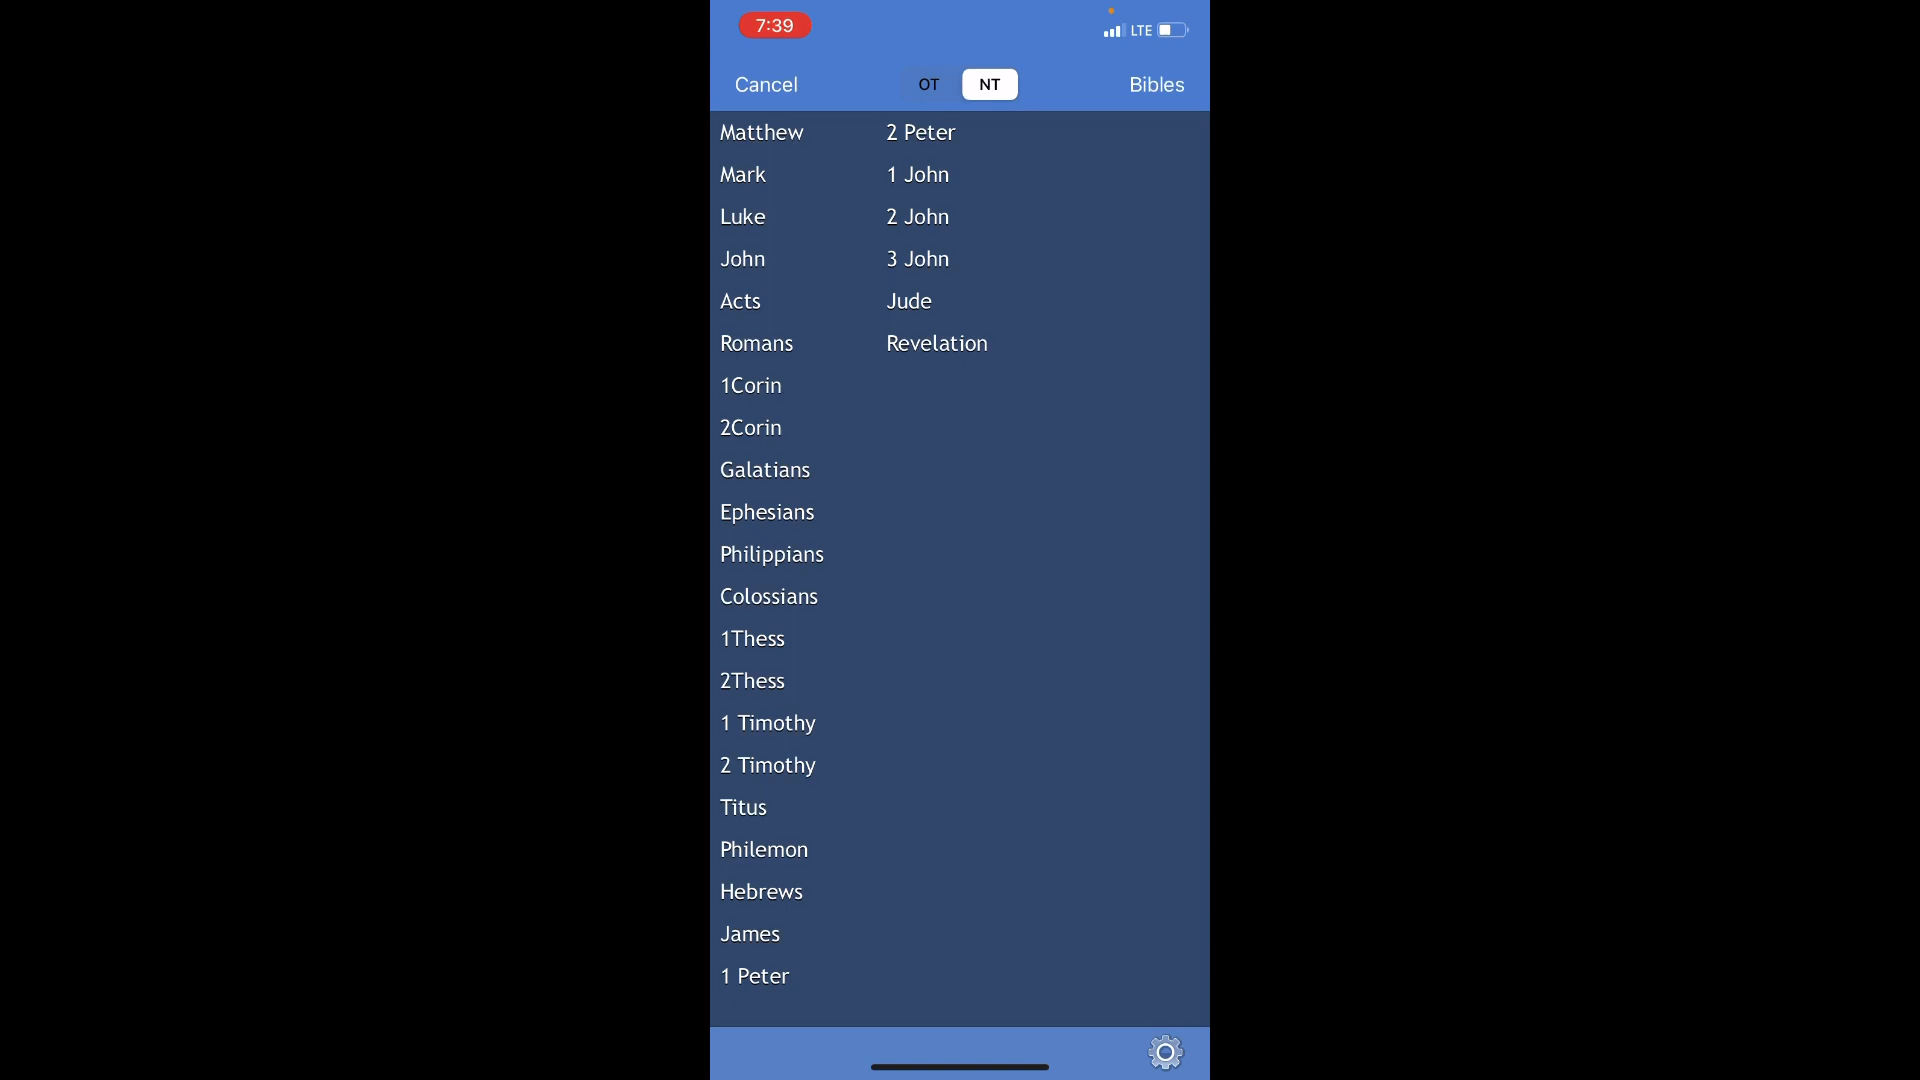 7:39
LTE
Cancel
OT
NT
Bibles
Matthew
Mark
Luke
John
Acts
Romans
1Corin
2Corin
Galatians
Ephesians
Philippians
Colossians
1Thess
2Thess
1 Timothy
2 Timothy
Titus
Philemon
Hebrews
James
1 Peter
2 Peter
1 John
2 John
3 John
Jude
Revelation